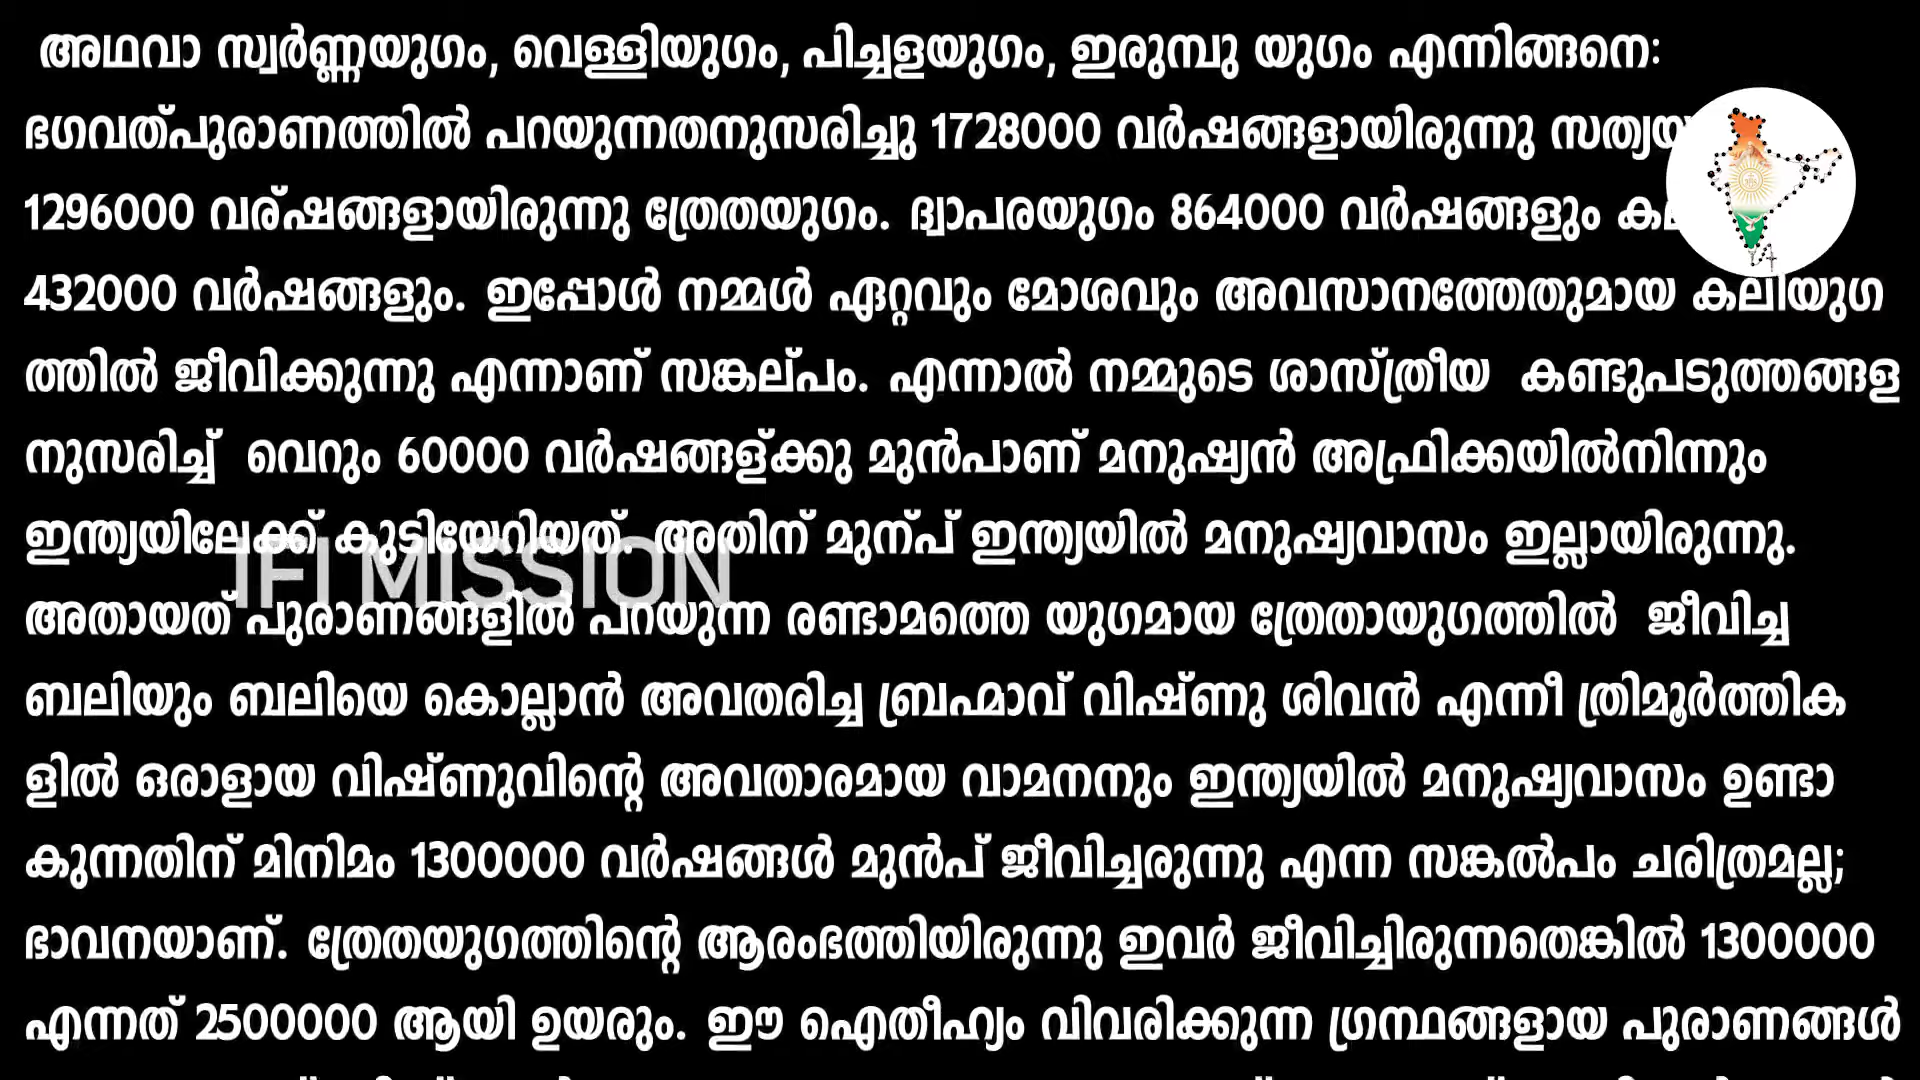 അഥവാ സ്വർണ്ണയുഗം, വെള്ളിയുഗം, പിച്ചളയുഗം, ഇരുമ്പു യുഗം എന്നിങ്ങനെ:
ഭഗവത്പുരാണത്തിൽ പറയുന്നതനുസരിച്ചു 1728000 വർഷങ്ങളായിരുന്നു
1296000 വര്ഷങ്ങളായിരുന്നു ത്രേതയുഗം. ദ്വാപരയുഗം 864000 വർഷങ്ങളും
432000 വർഷങ്ങളും. ഇപ്പോൾ നമ്മൾ ഏറ്റവും മോശവും അവസാനത്തേതുമായ കലിയുഗ
ത്തിൽ ജീവിക്കുന്നു എന്നാണ് സങ്കല്പം. എന്നാൽ നമ്മുടെ ശാസ്ത്രീയ കണ്ടുപടുത്തങ്ങള
നുസരിച്ച് വെറും 60000 വർഷങ്ങള്ക്കു മുൻപാണ് മനുഷ്യൻ അഫ്രിക്കയിൽനിന്നും
ഇന്ത്യയിലേക്ക് കുടിയേറിയത്. അതിന് മുന്പ് ഇന്ത്യയിൽ മനുഷ്യവാസം ഇല്ലായിരുന്നു.
IFI MISSION
അതായത് പുരാണങ്ങളിൽ പറയുന്ന രണ്ടാമത്തെ യുഗമായ ത്രേതായുഗത്തിൽ ജീവിച്ച
ബലിയും ബലിയെ കൊല്ലാൻ അവതരിച്ച ബ്രഹ്മാവ് വിഷ്ണു ശിവൻ എന്നീ ത്രിമൂർത്തിക
ളിൽ ഒരാളായ വിഷ്ണുവിന്റെ അവതാരമായ വാമനനും ഇന്ത്യയിൽ മനുഷ്യവാസം ഉണ്ടാ
കുന്നതിന് മിനിമം 1300000 വർഷങ്ങൾ മുൻപ് ജീവിച്ചരുന്നു എന്ന സങ്കൽപം ചരിത്രമല്ല;
ഭാവനയാണ്. ത്രേതയുഗത്തിന്റെ ആരംഭത്തിയിരുന്നു ഇവർ ജീവിച്ചിരുന്നതെങ്കിൽ 1300000
എന്നത് 2500000 ആയി ഉയരും. ഈ ഐതീഹ്യം വിവരിക്കുന്ന ഗ്രന്ഥങ്ങളായ പുരാണങ്ങൾ